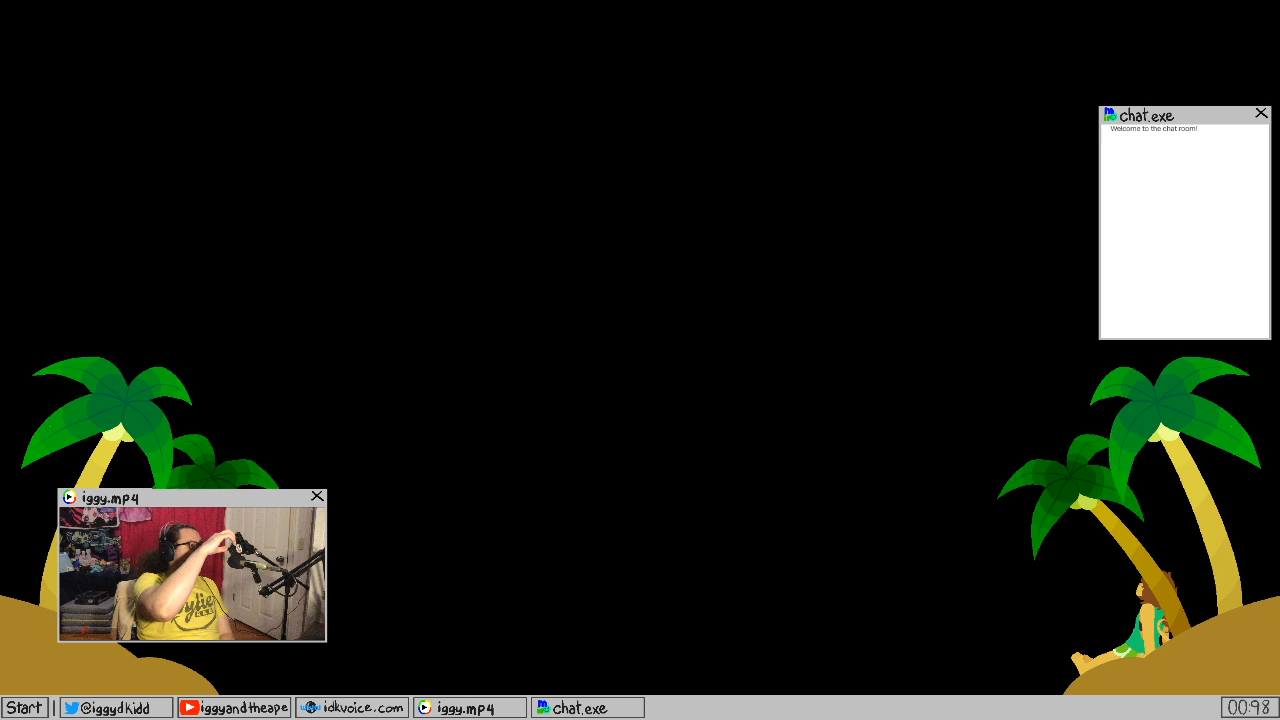 chat.exe
Welcome to the chat room!
iggy.mp4
Start
@iggydkidd
iggyandtheape
www idkvoice.com
iggy.mp4
chat.exe
00:98